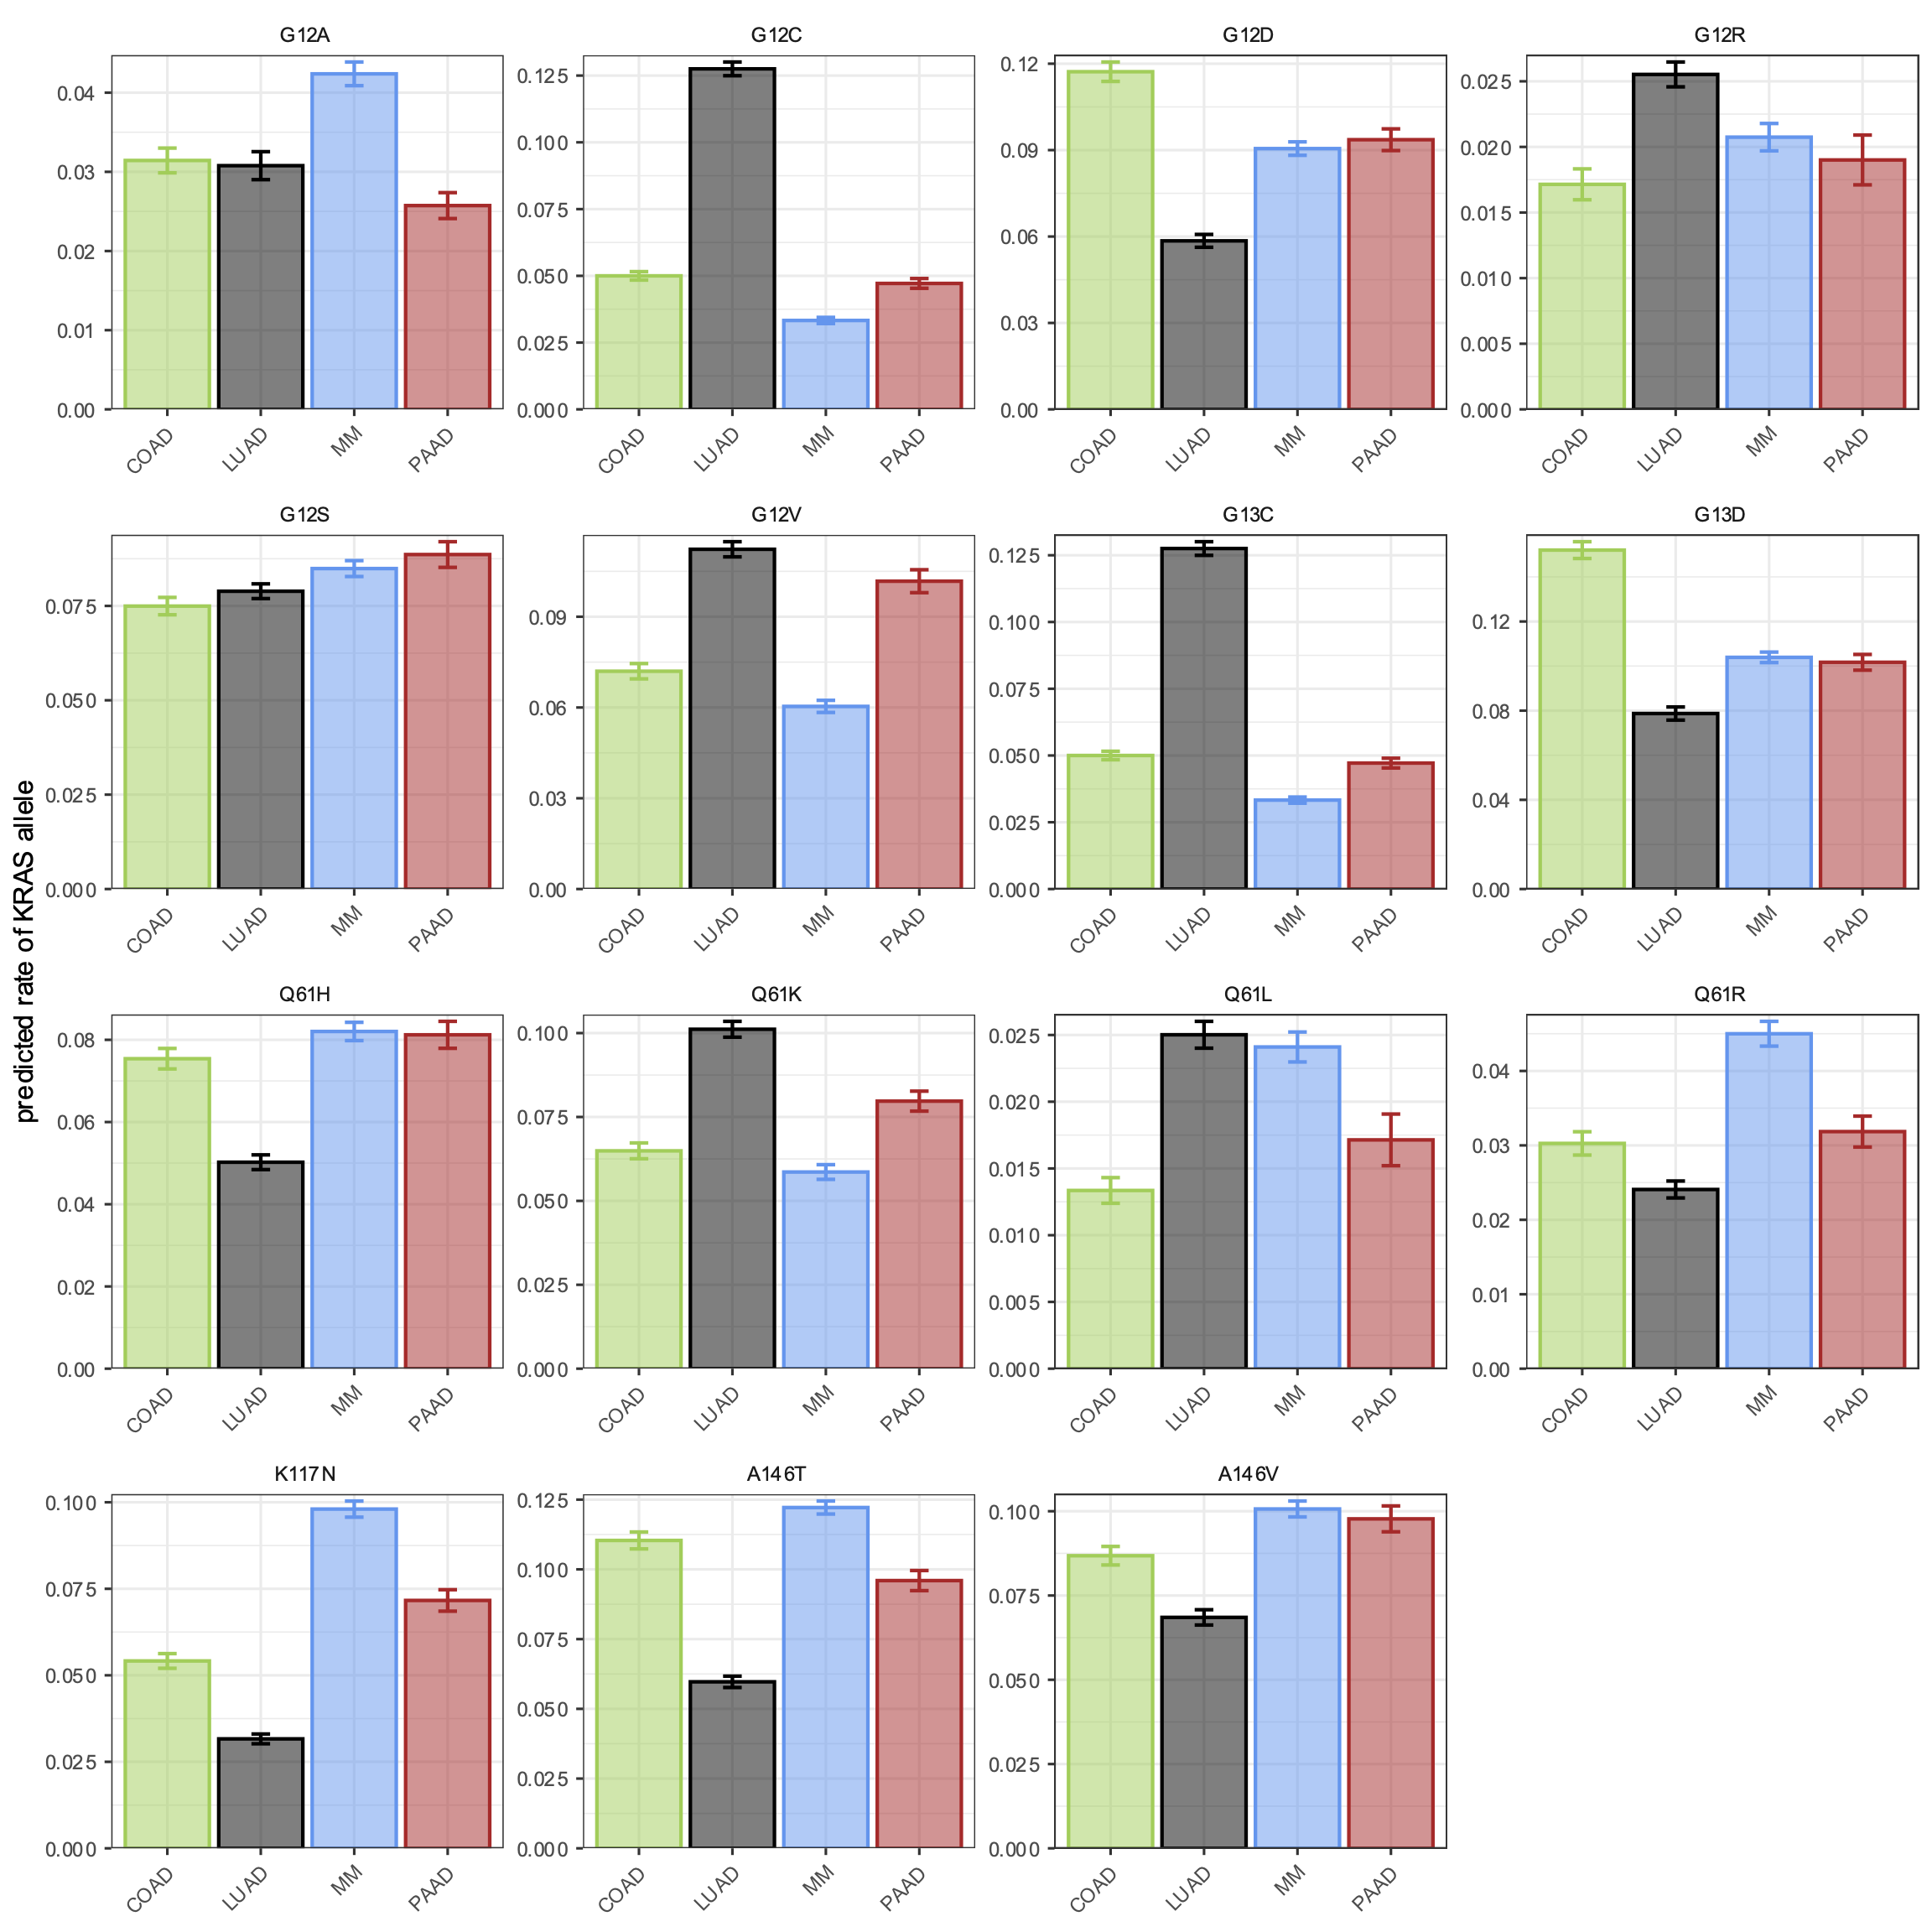 predicted rate of KRAS allele
G12A
0.04
0.03
0.02
0.01
0.00
COAD
LUAD
MM
PAAD
G12C
0.125
0.100
0.075
0.050
0.025
0.000
COAD
LUAD
MM
PAAD
G12D
0.12
0.09
0.06
0.03
0.00
COAD
LUAD
MM
PAAD
G12R
0.025
0.020
0.015
0.010
0.005
0.000
COAD
LUAD
MM
PAAD
G12S
0.075
0.050
0.025
0.000
COAD
LUAD
MM
PAAD
G12V
0.09
0.06
0.03
0.00
COAD
LUAD
MM
PAAD
G13C
0.125
0.100
0.075
0.050
0.025
0.000
COAD
LUAD
MM
PAAD
G13D
0.12
0.08
0.04
0.00
COAD
LUAD
MM
PAAD
Q61H
0.08
0.06
0.04
0.02
0.00
COAD
LUAD
MM
PAAD
Q61K
0.100
0.075
0.050
0.025
0.000
COAD
LUAD
MM
PAAD
Q61L
0.025
0.020
0.015
0.010
0.005
0.000
COAD
LUAD
MM
PAAD
Q61R
0.04
0.03
0.02
0.01
0.00
COAD
LUAD
MM
PAAD
K117N
0.100
0.075
0.050
0.025
0.000
COAD
LUAD
MM
PAAD
A146T
0.125
0.100
0.075
0.050
0.025
0.000
COAD
LUAD
MM
PAAD
A146V
0.100
0.075
0.050
0.025
0.000
COAD
LUAD
MM
PAAD